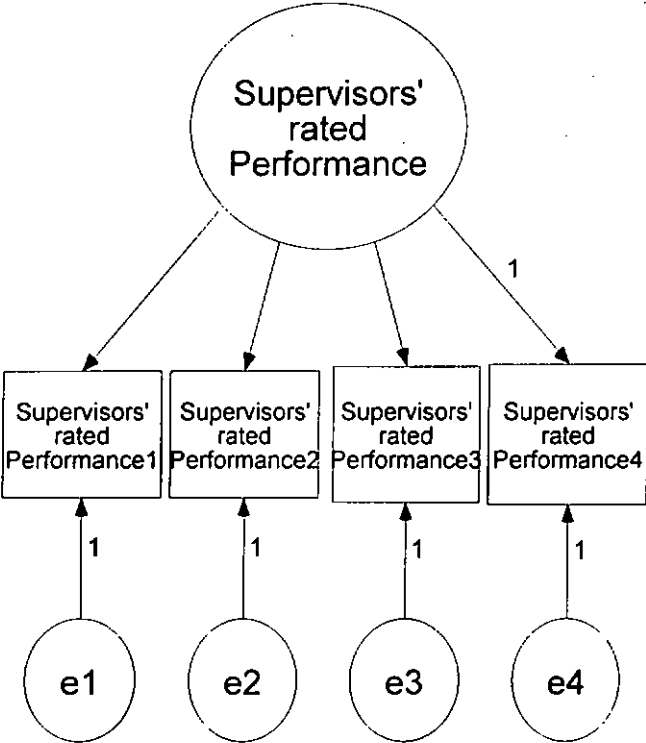 Supervisors'
rated
Performance
1
Supervisors'
rated
Performance1
Supervisors'
rated
Performance2
Supervisors'
rated
Performance3
Supervisors'
rated
Performance4
1
1
1
1
e1
e2
e3
e4